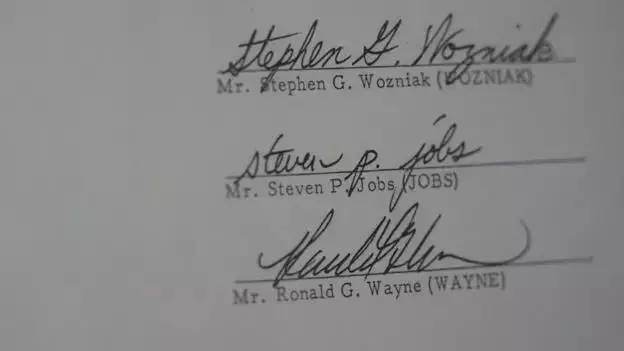 Stephen G. Wozniak
Mr. Stephen G. Wozniak (WOZNIAK)
steven p. jobs
Mr. Steven P. Jobs (JOBS)
Mr. Ronald G. Wayne (WAYNE)